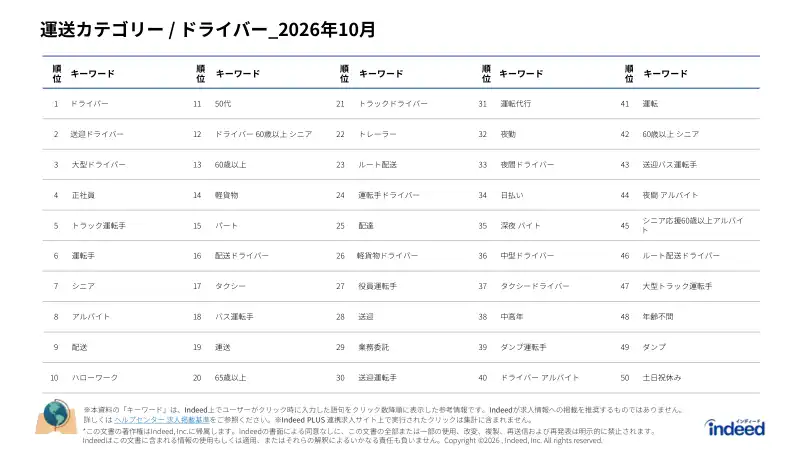 運送カテゴリー / ドライバー_2026年10月
順位 キーワード 順位 キーワード 順位 キーワード 順位 キーワード 順位 キーワード
1 ドライバー 11 50代 21 トラックドライバー 31 運転代行 41 運転
2 送迎ドライバー 12 ドライバー 60歳以上 シニア 22 トレーラー 32 夜勤 42 60歳以上 シニア
3 大型ドライバー 13 60歳以上 23 ルート配送 33 夜間ドライバー 43 送迎バス運転手
4 正社員 14 軽貨物 24 運転手ドライバー 34 日払い 44 夜間 アルバイト
5 トラック運転手 15 パート 25 配達 35 深夜 バイト 45 シニア応援60歳以上アルバイト
6 運転手 16 配送ドライバー 26 軽貨物ドライバー 36 中型ドライバー 46 ルート配送ドライバー
7 シニア 17 タクシー 27 役員運転手 37 タクシードライバー 47 大型トラック運転手
8 アルバイト 18 バス運転手 28 送迎 38 中高年 48 年齢不問
9 配送 19 運送 29 業務委託 39 ダンプ運転手 49 ダンプ
10 ハローワーク 20 65歳以上 30 送迎運転手 40 ドライバー アルバイト 50 土日祝休み
※本資料の「キーワード」は、Indeed上でユーザーがクリック時に入力した語句をクリック数降順に表示した参考情報です。Indeedが求人情報への掲載を推奨するものではありません。
詳しくは ヘルプセンター 求人掲載基準をご参照ください。※Indeed PLUS 連携求人サイト上で実行されたクリックは集計に含まれません。
*この文書の著作権はIndeed, Inc.に帰属します。Indeedの書面による同意なしに、この文書の全部または一部の使用、改変、複製、再送信および再発表は明示的に禁止されます。
Indeedはこの文書に含まれる情報の使用もしくは適用、またはそれらの解釈によるいかなる責任も負いません。Copyright ©2026 , Indeed, Inc. All rights reserved.
インディード
indeed